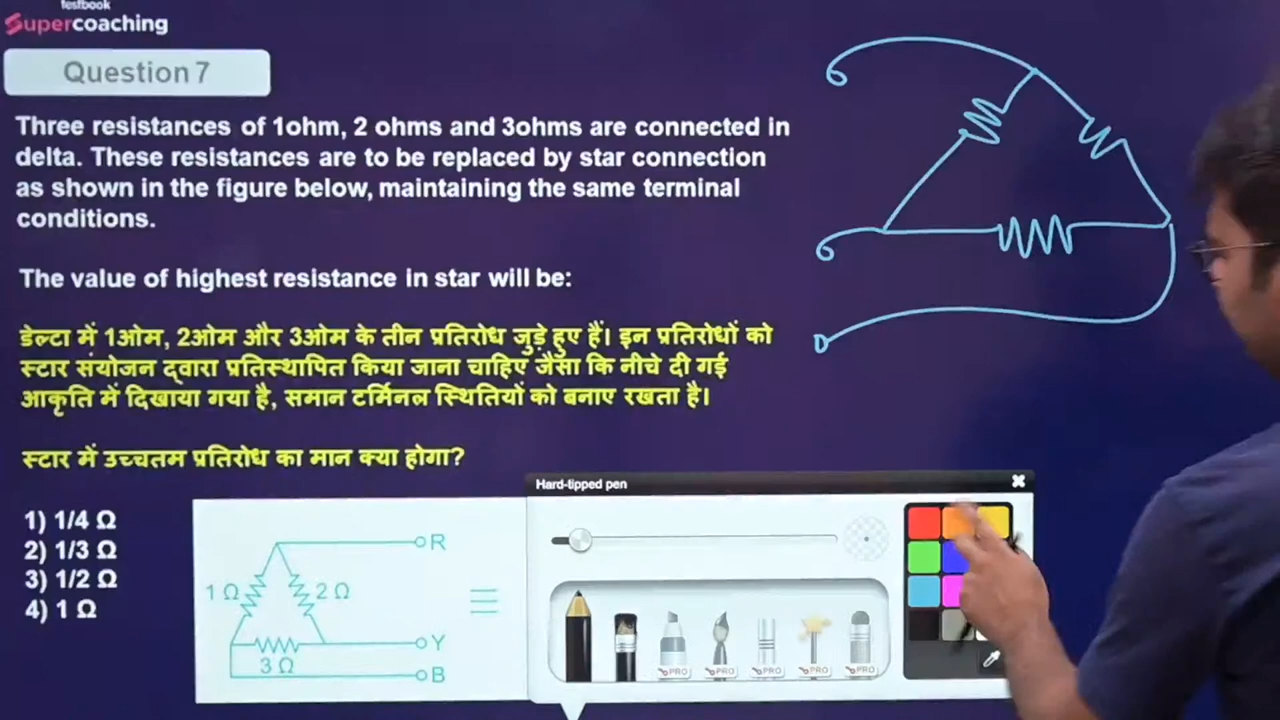 testbook
Supercoaching
Question 7
Three resistances of 1ohm, 2 ohms and 3ohms are connected in
delta. These resistances are to be replaced by star connection
as shown in the figure below, maintaining the same terminal
conditions.
The value of highest resistance in star will be:
डेल्टा में 1ओम, 2ओम और 3ओम के तीन प्रतिरोध जुड़े हुए हैं। इन प्रतिरोधों को
स्टार संयोजन द्वारा प्रतिस्थापित किया जाना चाहिए जैसा कि नीचे दी गई
आकृति में दिखाया गया है, समान टर्मिनल स्थितियों को बनाए रखता है।
स्टार में उच्चतम प्रतिरोध का मान क्या होगा?
1) 1/4 Ω
2) 1/3 Ω
3) 1/2 Ω
4) 1 Ω
R
1 Ω
2 Ω
Y
3 Ω
B
Hard-tipped pen
PRO
PRO
PRO
PRO
PRO